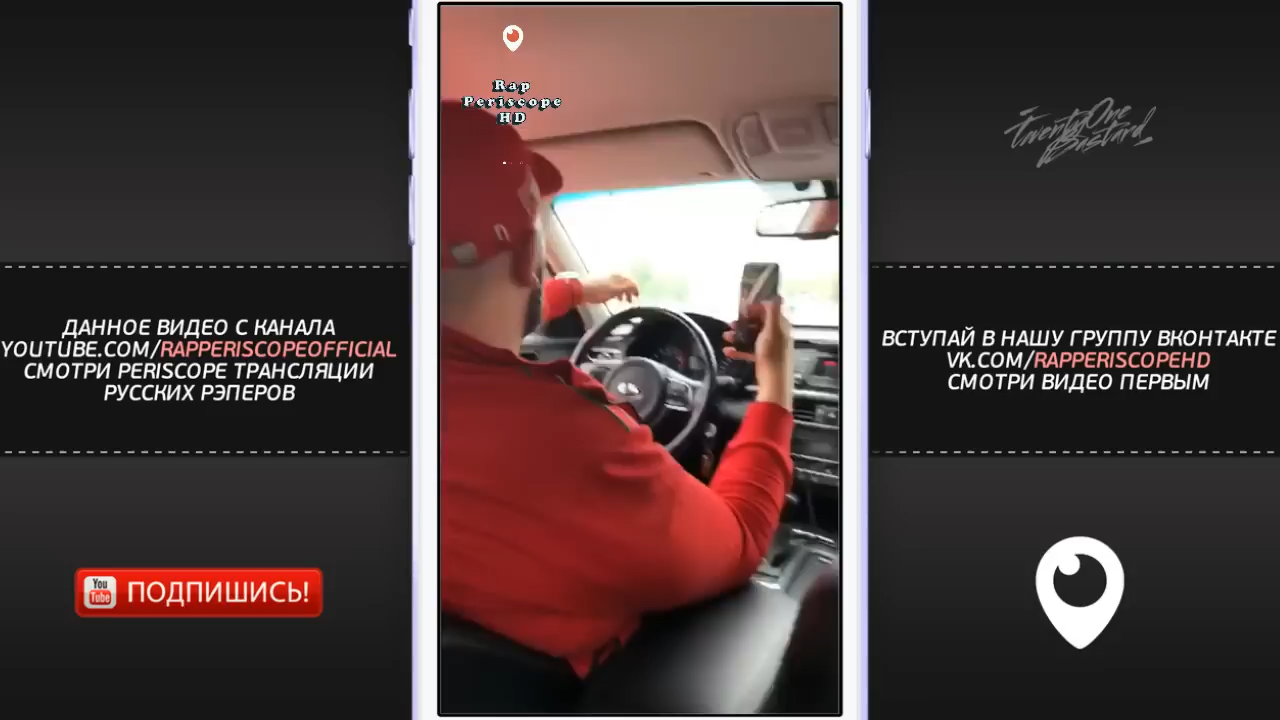 Rap
Periscope
HD
TwentyOne
Bastard
ДАННОЕ ВИДЕО С КАНАЛА
YOUTUBE.COM/RAPPERISCOPEOFFICIAL
СМОТРИ PERISCOPE ТРАНСЛЯЦИИ
РУССКИХ РЭПЕРОВ
ВСТУПАЙ В НАШУ ГРУППУ ВКОНТАКТЕ
VK.COM/RAPPERISCOPEHD
СМОТРИ ВИДЕО ПЕРВЫМ
You
Tube
ПОДПИШИСЬ!